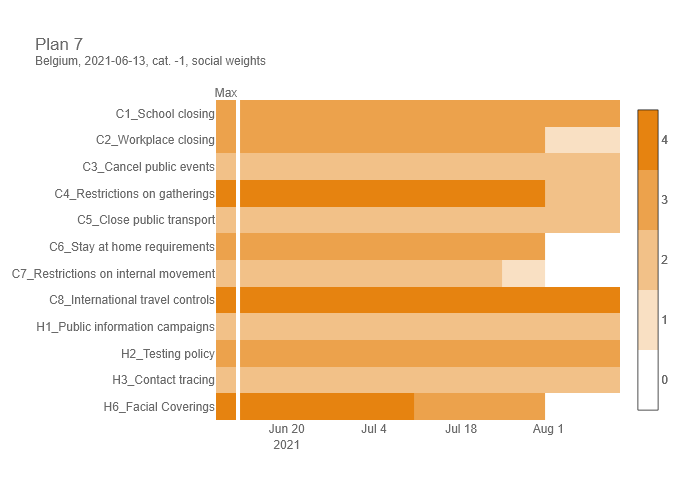 Plan 7
Belgium, 2021-06-13, cat. -1, social weights
Max
C1_School closing
C2_Workplace closing
C3_Cancel public events
C4_Restrictions on gatherings
C5_Close public transport
C6_Stay at home requirements
C7_Restrictions on internal movement
C8_International travel controls
H1_Public information campaigns
H2_Testing policy
H3_Contact tracing
H6_Facial Coverings
Jun 20 Jul 4 Jul 18 Aug 1
2021
4
3
2
1
0